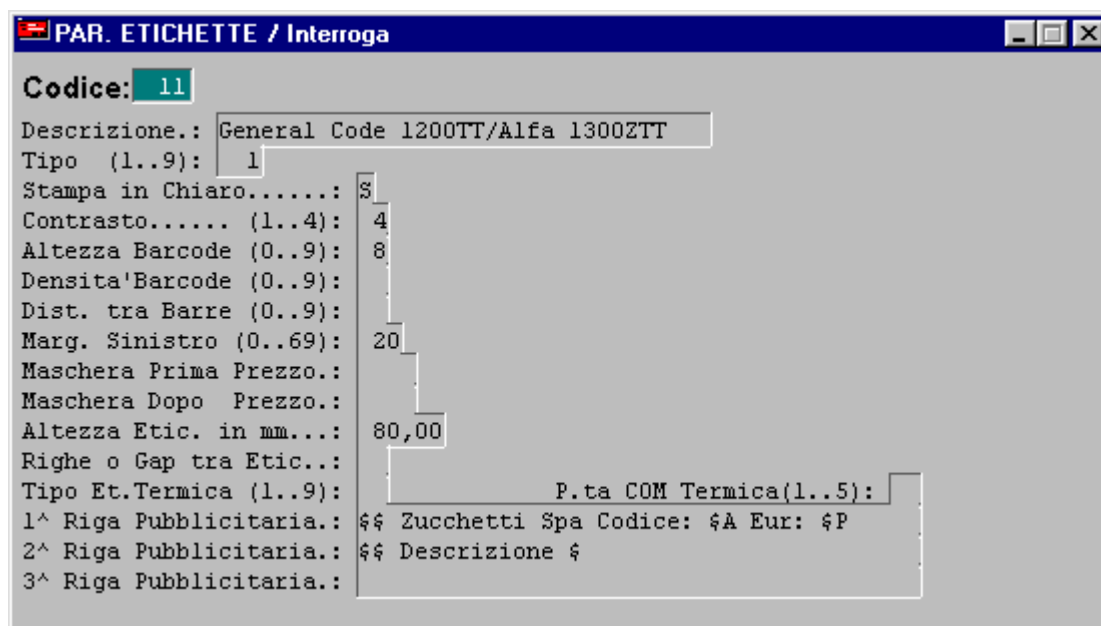 PAR. ETICHETTE / Interroga
Codice: 11
Descrizione.: General Code 1200TT/Alfa 1300ZTT
Tipo (1..9): 1
Stampa in Chiaro......: S
Contrasto...... (1..4): 4
Altezza Barcode (0..9): 8
Densita'Barcode (0..9):
Dist. tra Barre (0..9):
Marg. Sinistro (0..69): 20
Maschera Prima Prezzo.:
Maschera Dopo Prezzo.:
Altezza Etic. in mm...: 80,00
Righe o Gap tra Etic..:
Tipo Et.Termica (1..9): P.ta COM Termica(1..5):
1^ Riga Pubblicitaria.: $$ Zucchetti Spa Codice: $A Eur: $P
2^ Riga Pubblicitaria.: $$ Descrizione $
3^ Riga Pubblicitaria.: